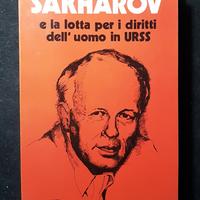 SAKHAROV
e la lotta per i diritti
dell'uomo in URSS